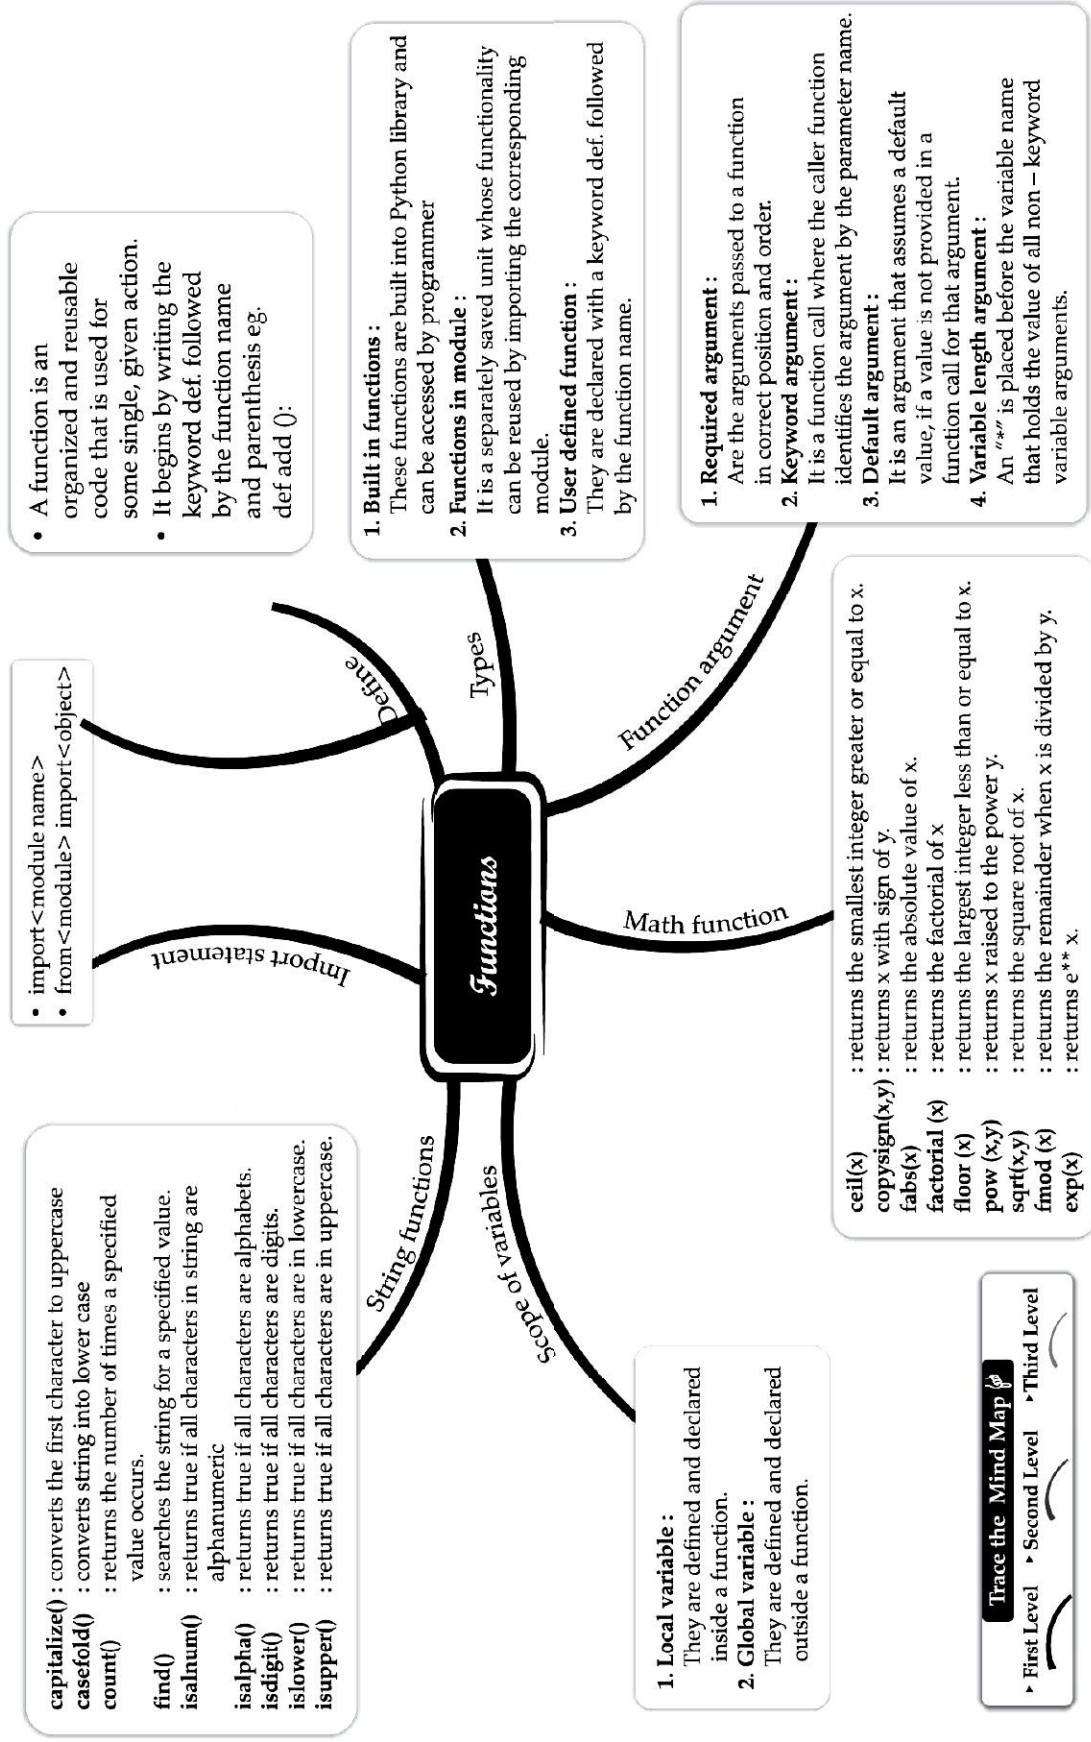 capitalize() : converts the first character to uppercase
casefold() : converts string into lower case
count() : returns the number of times a specified
value occurs.
find() : searches the string for a specified value.
isalnum() : returns true if all characters in string are
alphanumeric
isalpha() : returns true if all characters are alphabets.
isdigit() : returns true if all characters are digits.
islower() : returns true if all characters are in lowercase.
isupper() : returns true if all characters are in uppercase.
String functions
• import<module name>
• from<module> import<object>
Import statement
• A function is an
organized and reusable
code that is used for
some single, given action.
• It begins by writing the
keyword def. followed
by the function name
and parenthesis eg.
def add ():
Define
1. Built in functions :
These functions are built into Python library and
can be accessed by programmer
2. Functions in module :
It is a separately saved unit whose functionality
can be reused by importing the corresponding
module.
3. User defined function :
They are declared with a keyword def. followed
by the function name.
Types
Functions
Scope of variables
1. Local variable :
They are defined and declared
inside a function.
2. Global variable :
They are defined and declared
outside a function.
Math function
ceil(x) : returns the smallest integer greater or equal to x.
copysign(x,y) : returns x with sign of y.
fabs(x) : returns the absolute value of x.
factorial (x) : returns the factorial of x
floor (x) : returns the largest integer less than or equal to x.
pow (x,y) : returns x raised to the power y.
sqrt(x,y) : returns the square root of x.
fmod (x) : returns the remainder when x is divided by y.
exp(x) : returns e** x.
Function argument
1. Required argument :
Are the arguments passed to a function
in correct position and order.
2. Keyword argument :
It is a function call where the caller function
identifies the argument by the parameter name.
3. Default argument :
It is an argument that assumes a default
value, if a value is not provided in a
function call for that argument.
4. Variable length argument :
An "*" is placed before the variable name
that holds the value of all non – keyword
variable arguments.
Trace the Mind Map
▸ First Level ▸ Second Level ▸Third Level